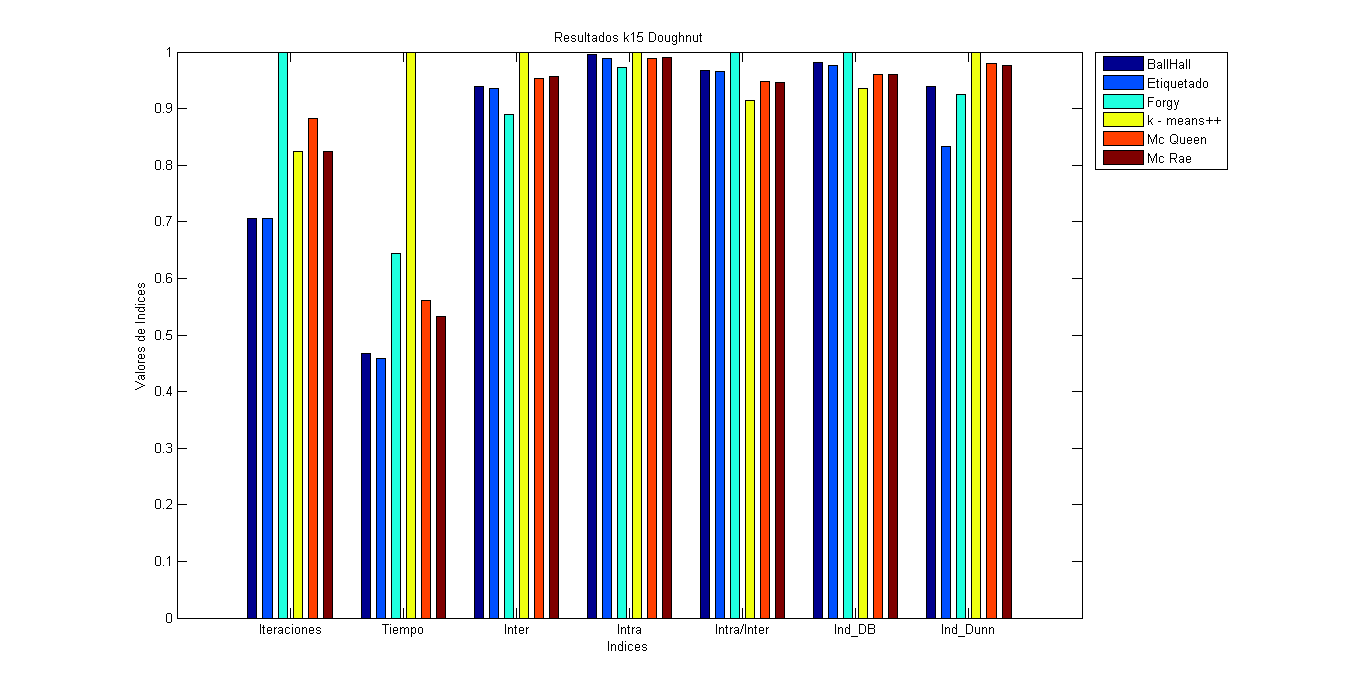 Resultados k15 Doughnut
1
0.9
0.8
0.7
0.6
0.5
0.4
0.3
0.2
0.1
0
Valores de Indices
Iteraciones
Tiempo
Inter
Intra
Intra/Inter
Ind_DB
Ind_Dunn
Indices
BallHall
Etiquetado
Forgy
k - means++
Mc Queen
Mc Rae